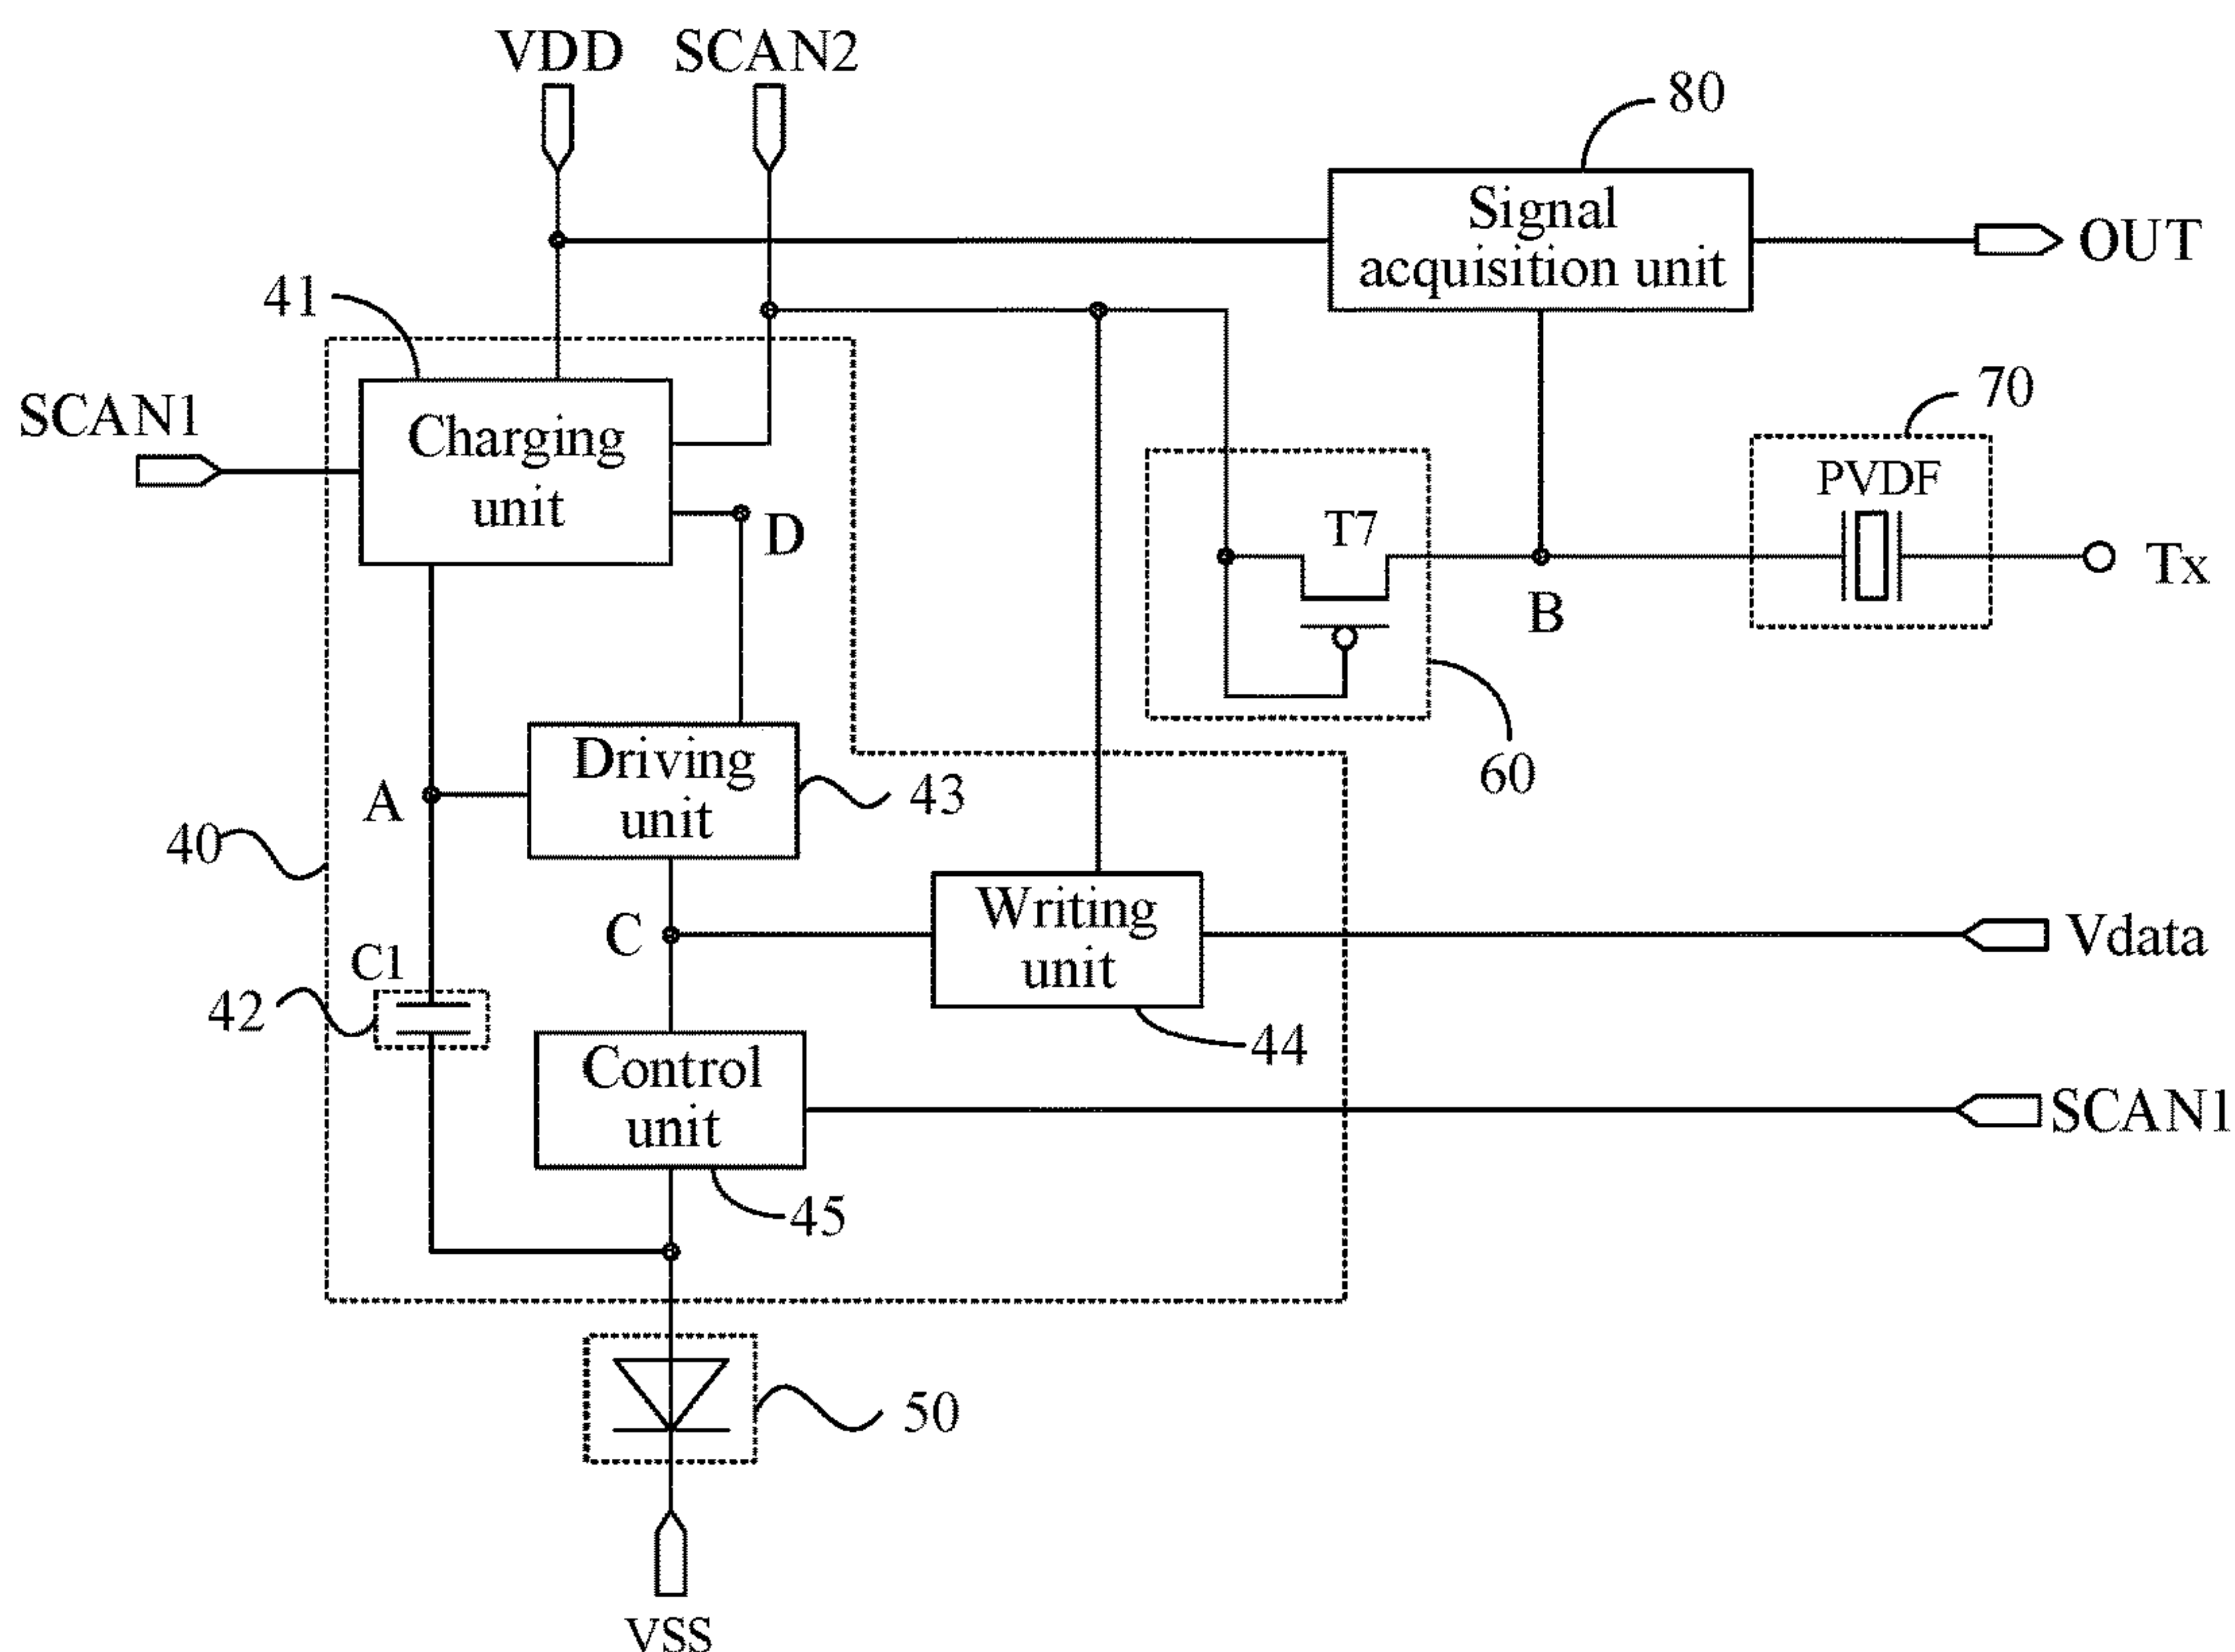 VDD
SCAN2
80
Signal
acquisition unit
OUT
41
SCAN1
Charging
unit
70
PVDF
D
T7
Tx
B
Driving
unit
43
60
A
40
C
Writing
unit
Vdata
C1
42
44
Control
unit
SCAN1
45
50
VSS